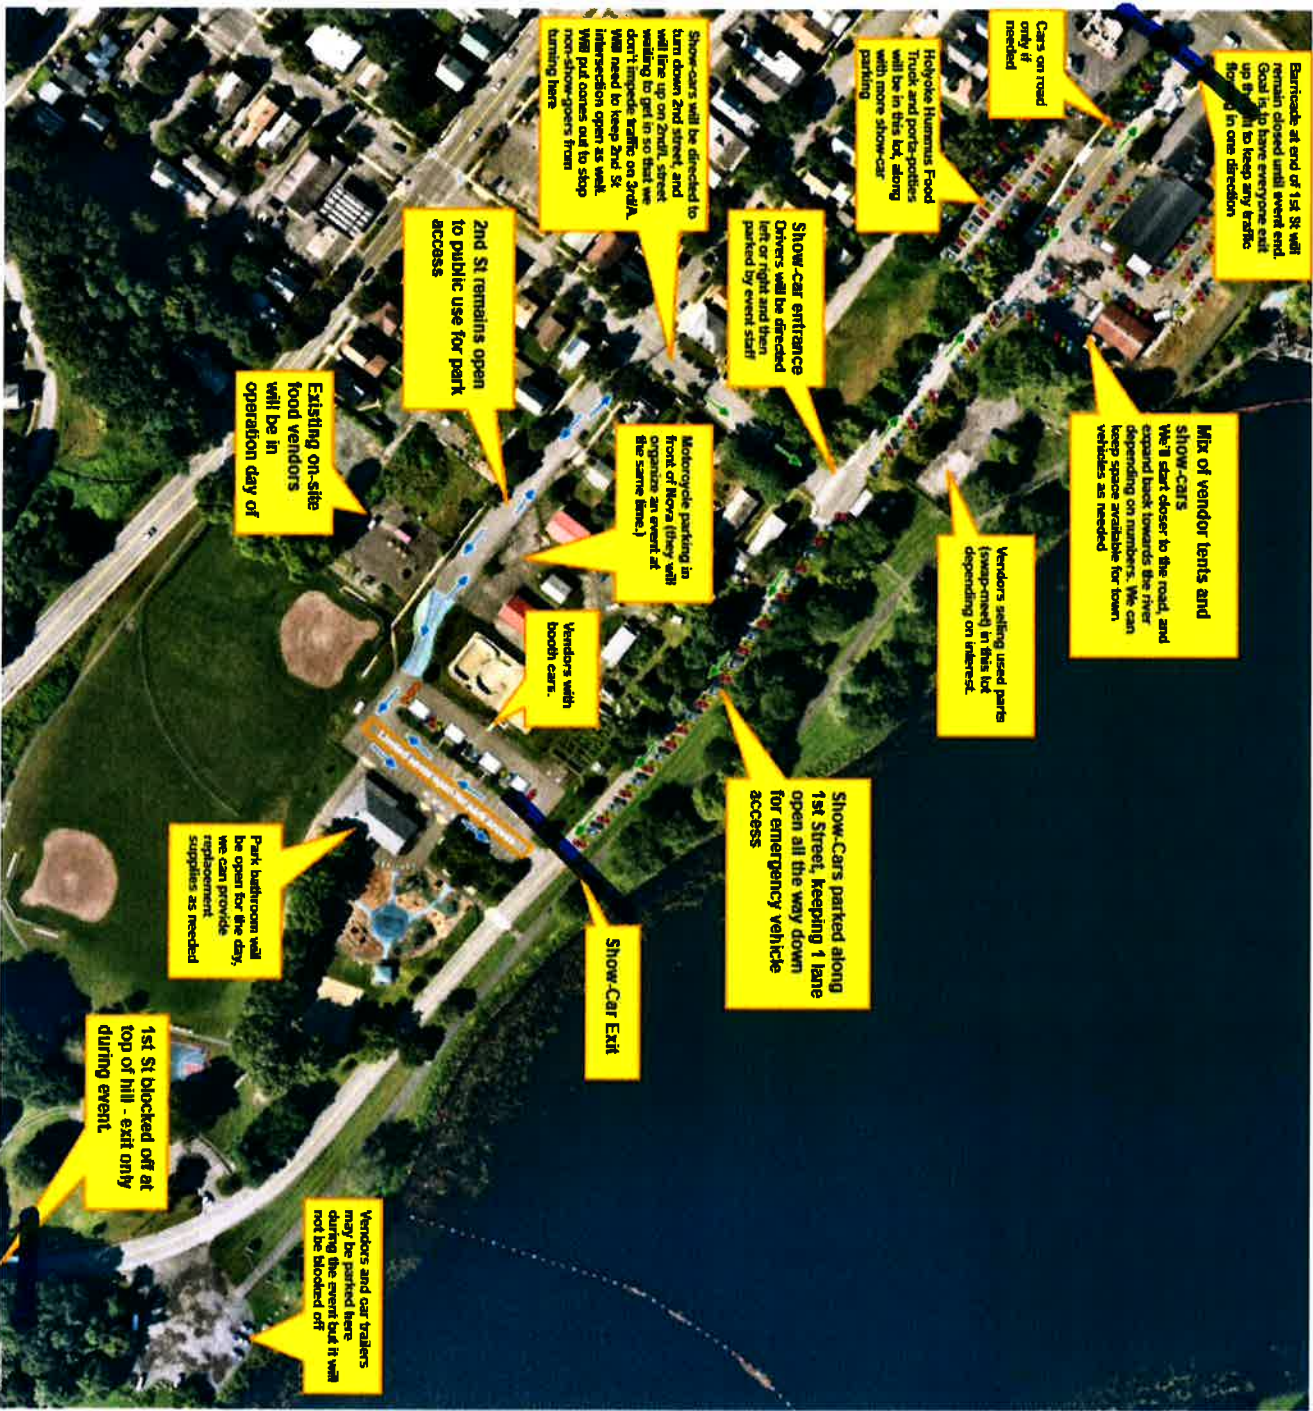 Barricade at end of 1st St will
remain closed until event end.
Goal is to have everyone exit
up to keep any traffic
in one direction
Mix of vendor tents and
show-cars
We'll start closer to the road, and
expand back towards the river
depending on numbers. We can
keep space available for town
vehicles as needed
Cars on road
only if
needed
Vendors selling used parts
(swap-meet) in this lot
depending on interest.
Holyoke Hummus Food
Truck and porta-potties
will be in this lot, along
with more show-car
parking
Show-Cars parked along
1st Street, keeping 1 lane
open all the way down
for emergency vehicle
access
Show-car entrance
Drivers will be directed
left or right and then
parked by event staff
Show-cars will be directed to
turn down 2nd street, and
will line up on 2nd/L street
waiting to get in so that we
don't impede traffic on 3rd/A.
Will need to keep 2nd St
intersection open as well.
Will put cones out to stop
non-show-goers from
turning here
Motorcycle parking in
front of Nova (they will
organize an event at
the same time.)
Show-Car Exit
Vendors with
booth cars.
2nd St remains open
to public use for park
access
Vendors and car trailers
may be parked here
during the event but it will
not be blocked off
Existing on-site
food vendors
will be in
operation day of
Park bathroom will
be open for the day,
we can provide
replacement
supplies as needed
1st St blocked off at
top of hill - exit only
during event.